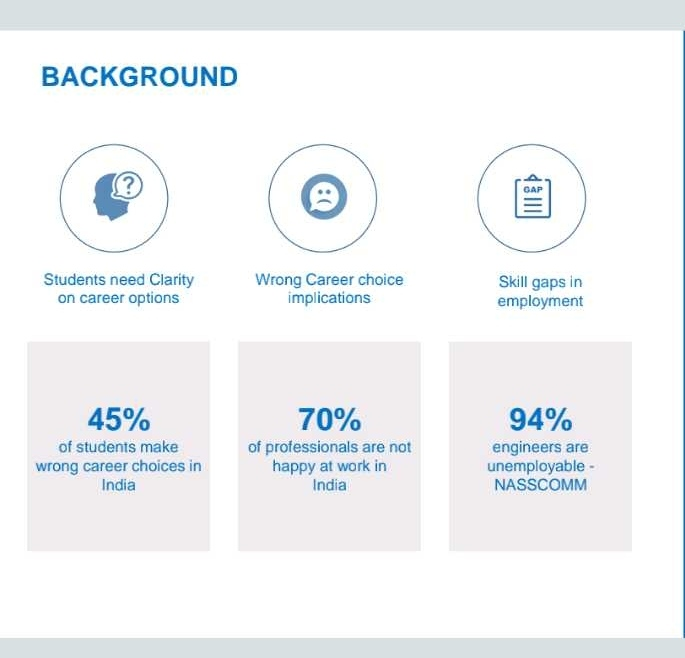 BACKGROUND
?
GAP
Students need Clarity
on career options
Wrong Career choice
implications
Skill gaps in
employment
45%
of students make
wrong career choices in
India
70%
of professionals are not
happy at work in
India
94%
engineers are
unemployable -
NASSCOMM